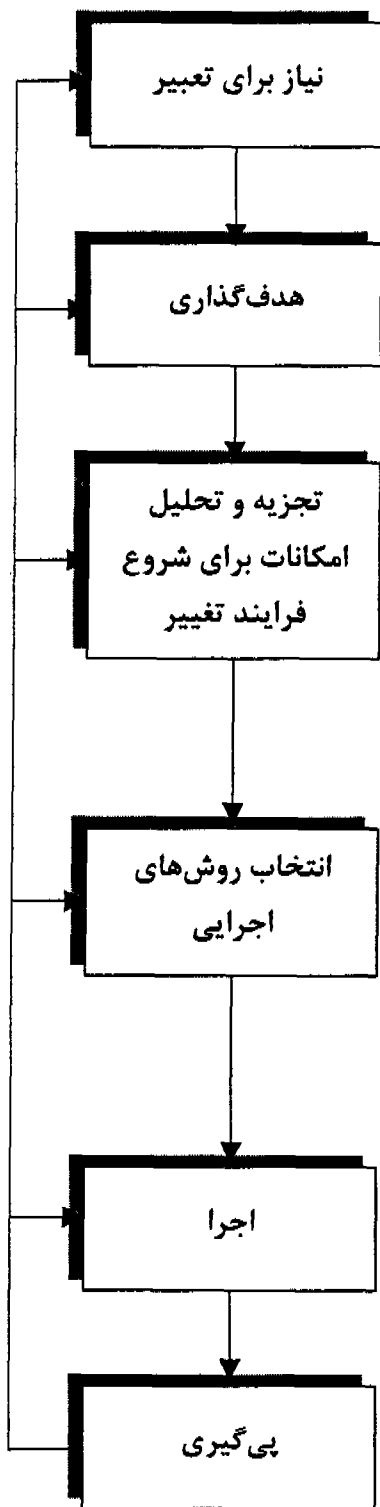 نیاز برای تعبیر
هدف‌گذاری
تجزیه و تحلیل
امکانات برای شروع
فرایند تغییر
انتخاب روش‌های
اجرایی
اجرا
پی‌گیری